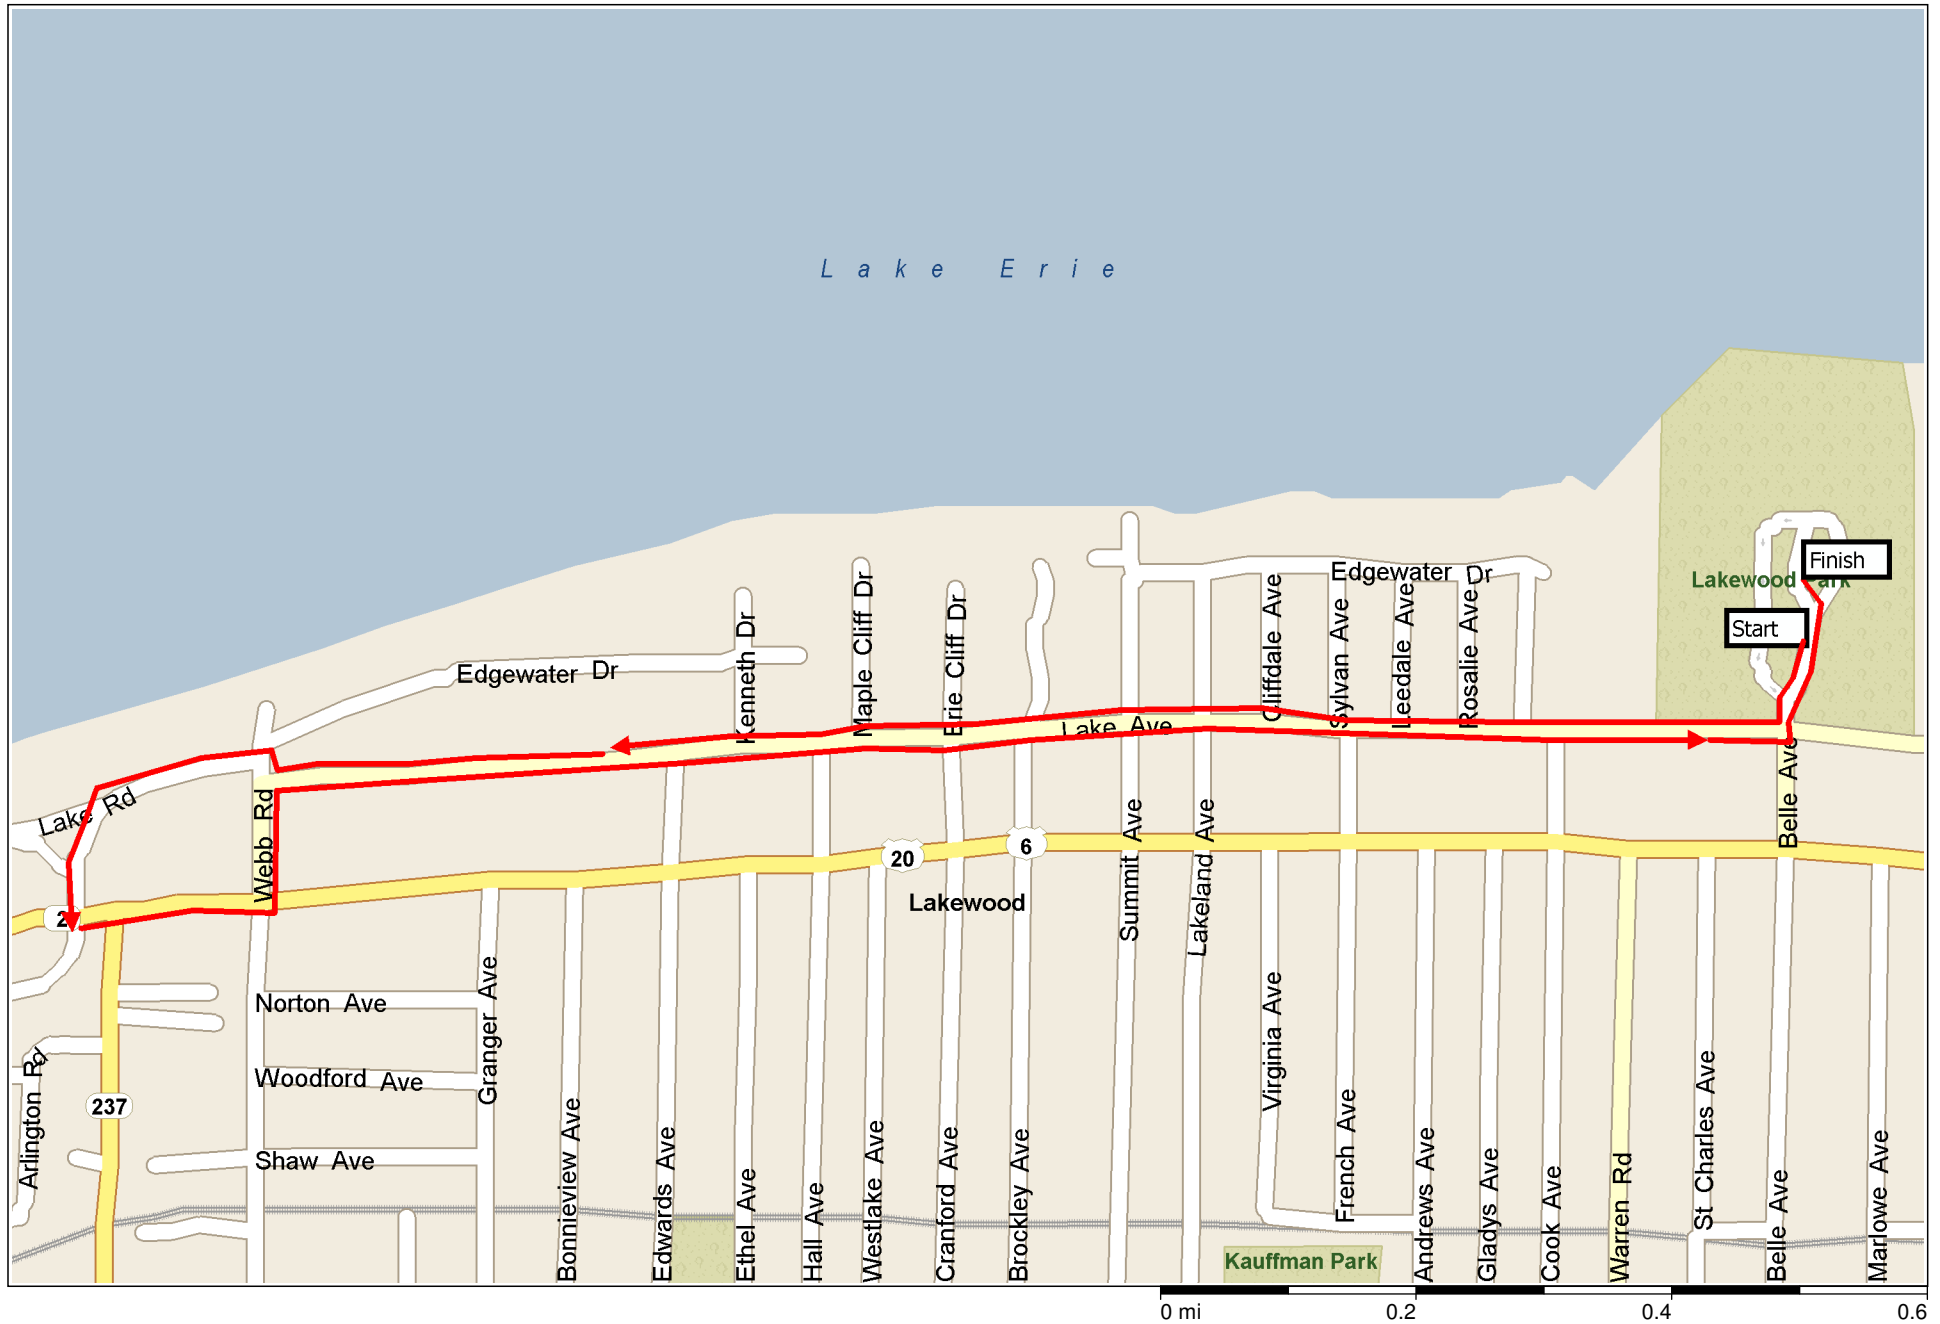 Lake Erie
Finish
Lakewood Park
Start
Edgewater Dr
Edgewater Dr
Kenneth Dr
Maple Cliff Dr
Erie Cliff Dr
Cliffdale Ave
Sylvan Ave
Leedale Ave
Rosalie Ave
Lake Ave
Lake Rd
Webb Rd
Belle Ave
20
6
2
Lakewood
Summit Ave
Lakeland Ave
Norton Ave
Granger Ave
Virginia Ave
Arlington Rd
Woodford Ave
237
Shaw Ave
Bonnieview Ave
Edwards Ave
Ethel Ave
Hall Ave
Westlake Ave
Cranford Ave
Brockley Ave
French Ave
Andrews Ave
Gladys Ave
Cook Ave
Warren Rd
St Charles Ave
Belle Ave
Marlowe Ave
Kauffman Park
0 mi 0.2 0.4 0.6